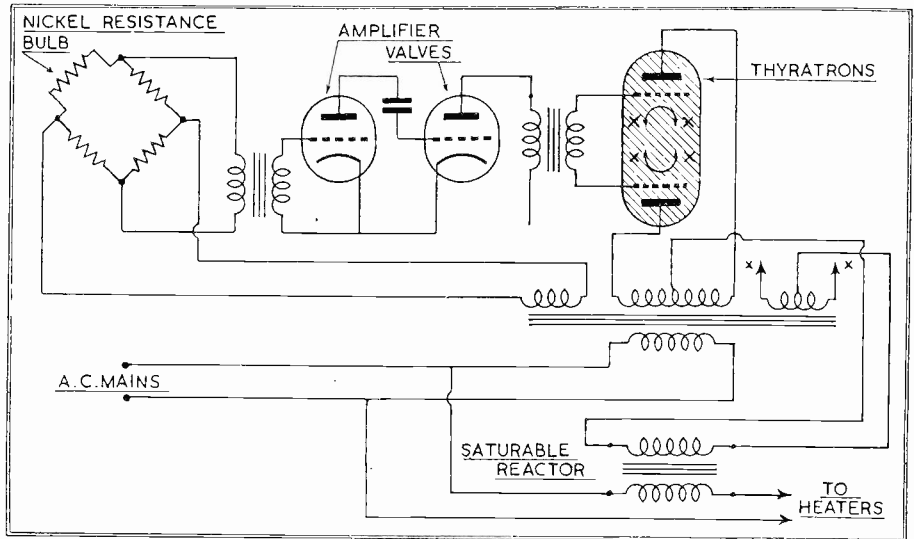 NICKEL RESISTANCE
BULB
AMPLIFIER
VALVES
THYRATRONS
x x
x x
x x
A.C. MAINS
SATURABLE
REACTOR
TO
HEATERS